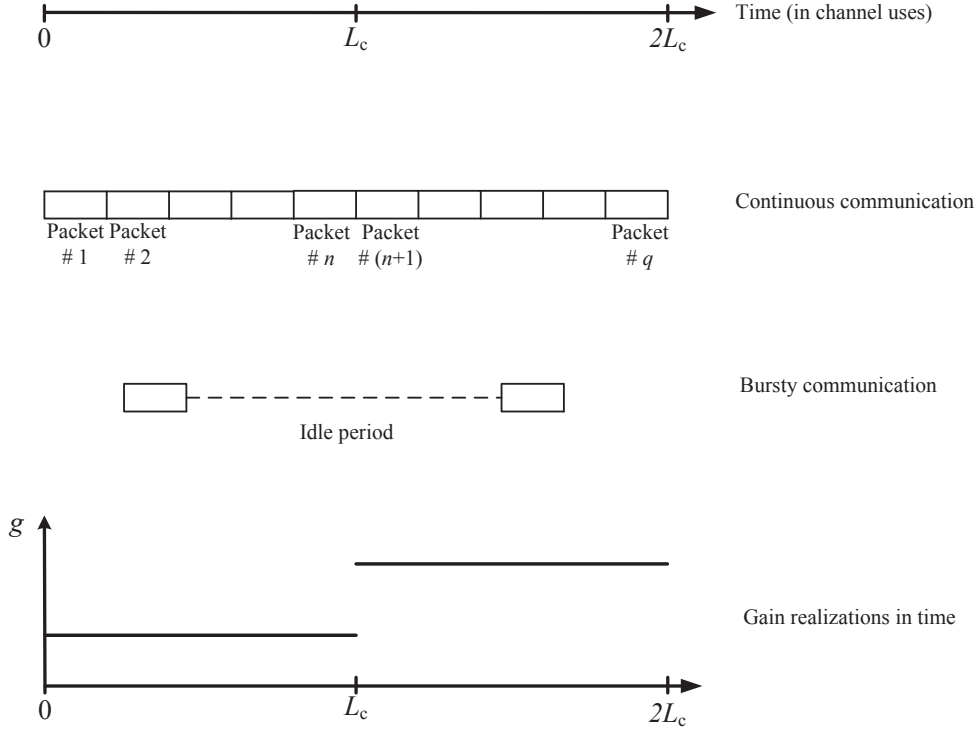 Time (in channel uses)
0
L_c
2L_c
Continuous communication
Packet
# 1
Packet
# 2
Packet
# n
Packet
# (n+1)
Packet
# q
Bursty communication
Idle period
g
Gain realizations in time
0
L_c
2L_c